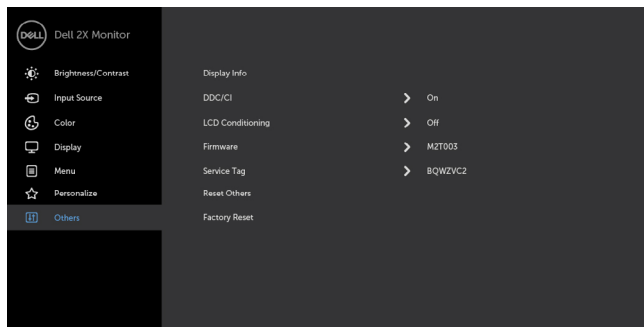 DELL Dell 2X Monitor
Brightness/Contrast Display Info
Input Source DDC/CI On
Color LCD Conditioning Off
Display Firmware M2T003
Menu Service Tag BQWZVC2
Personalize Reset Others
Others Factory Reset